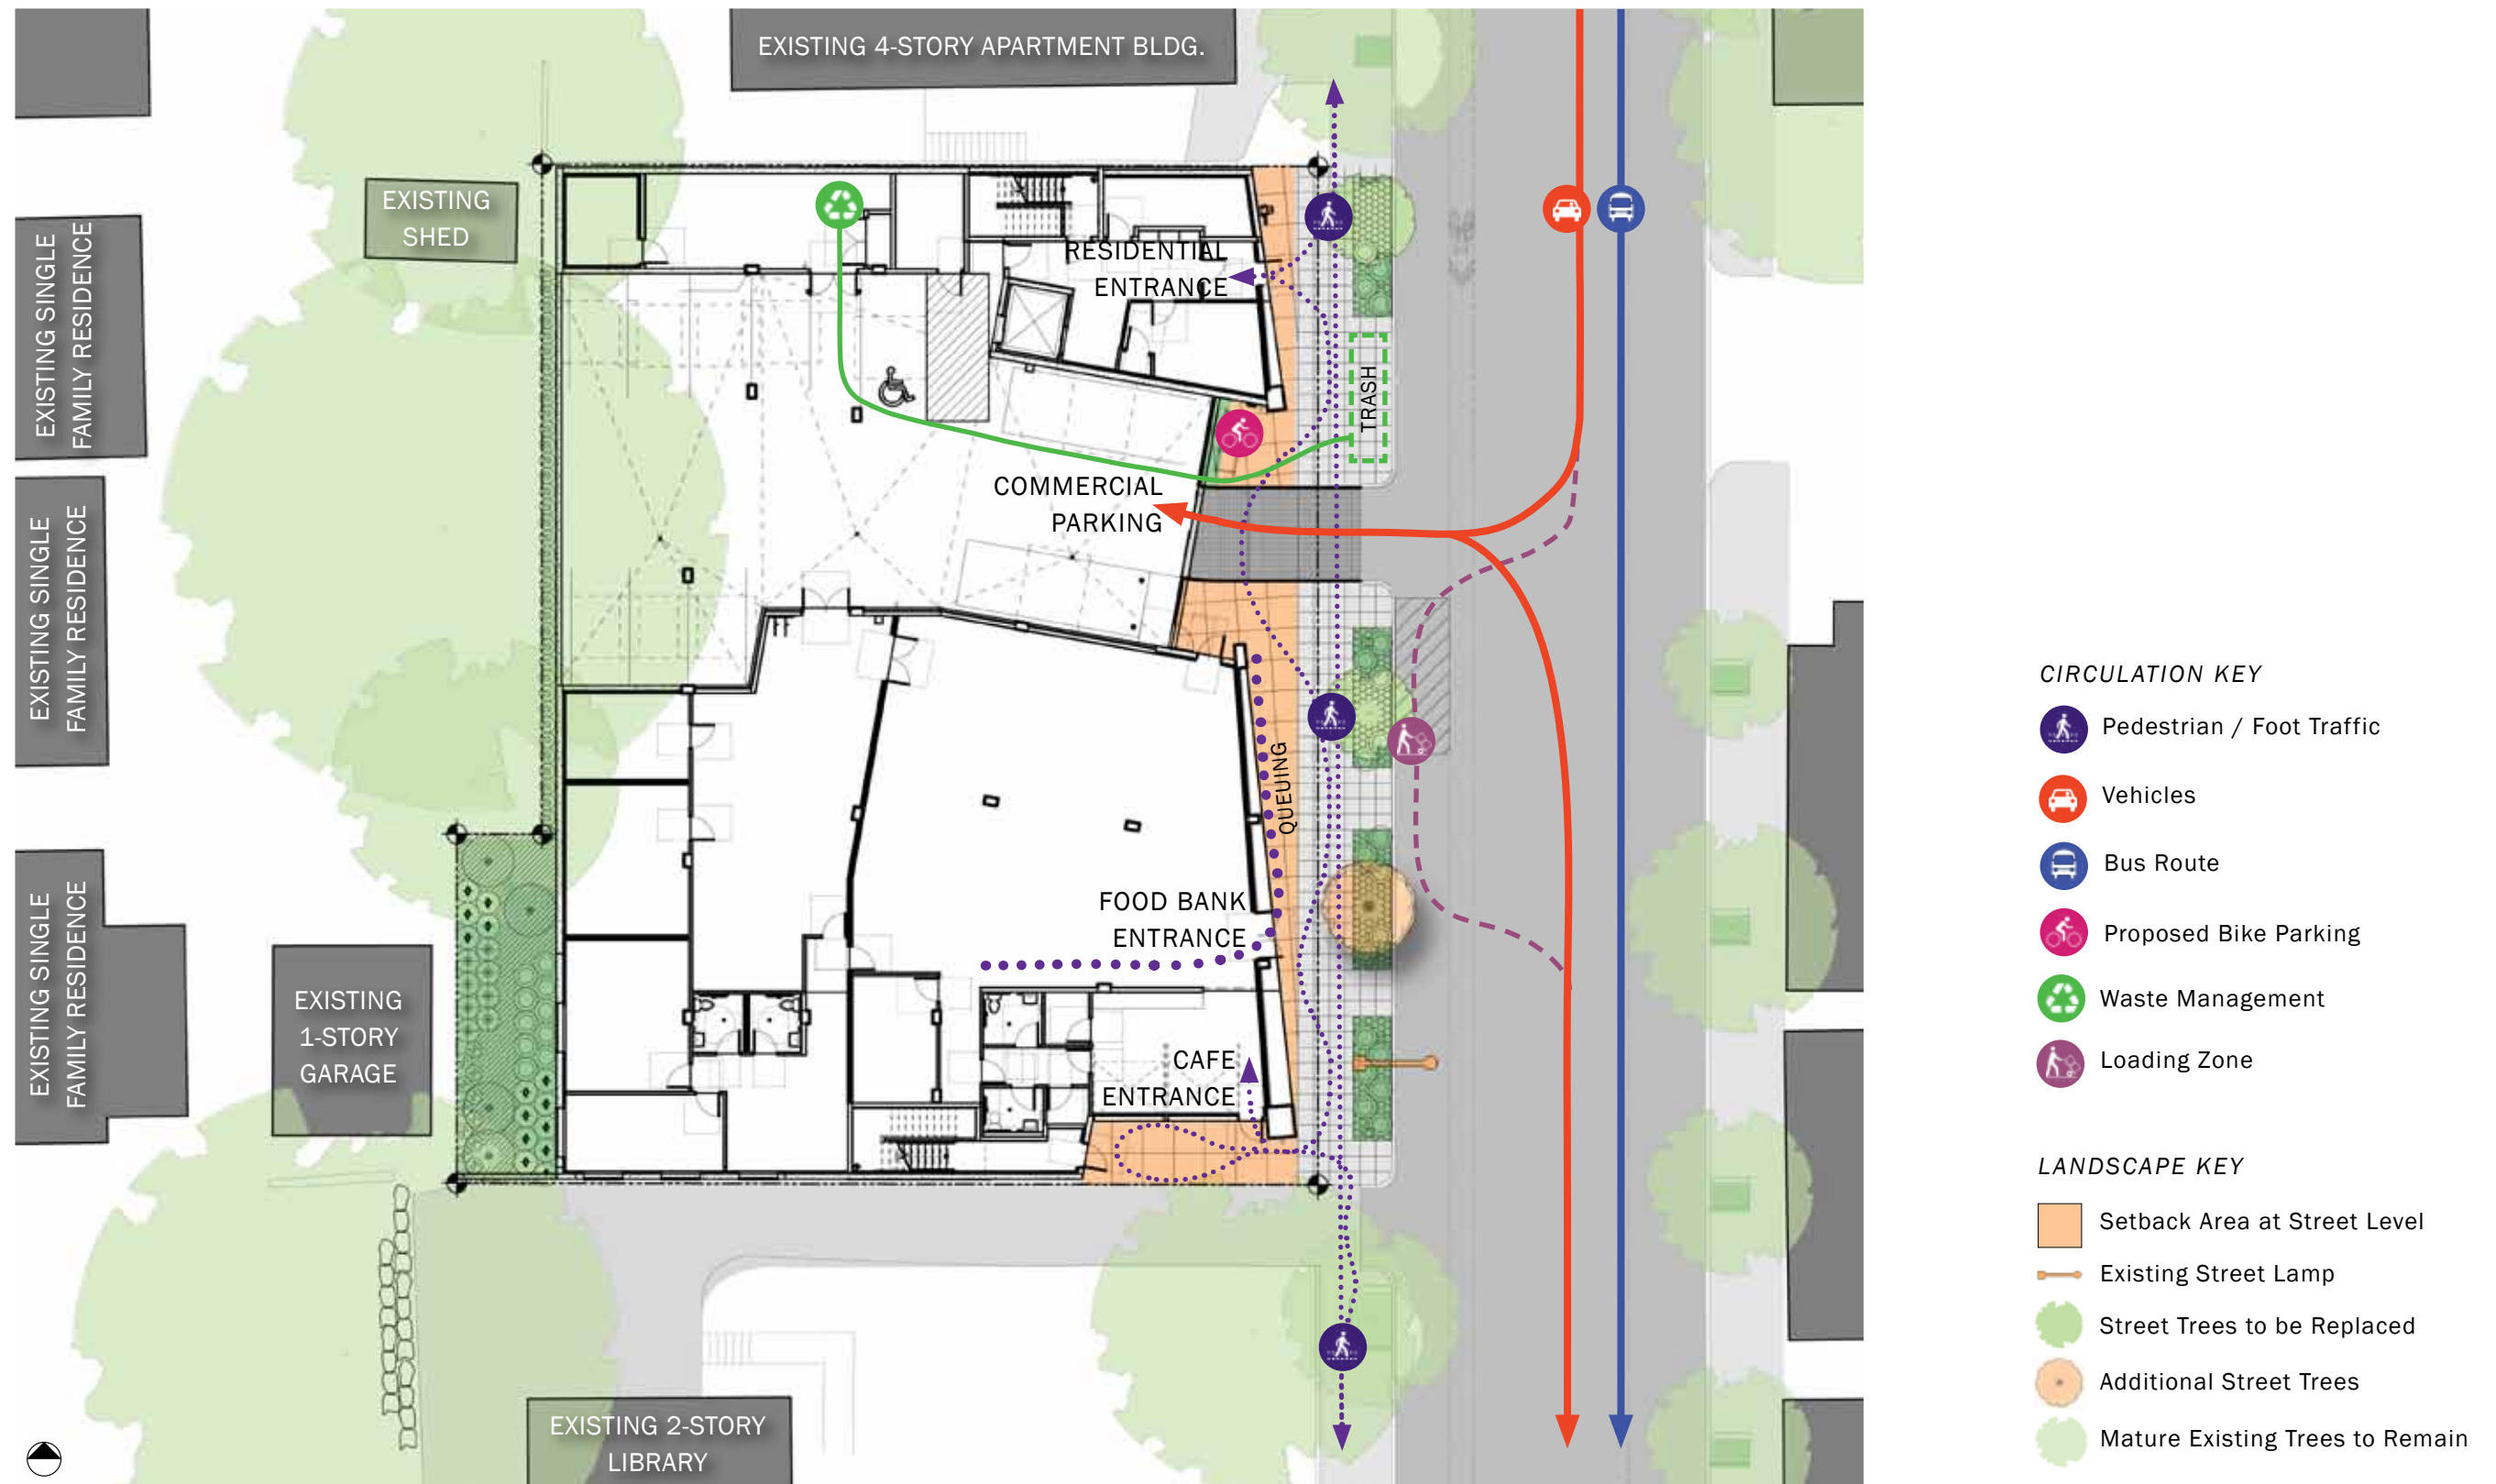 EXISTING 4-STORY APARTMENT BLDG.
EXISTING
SHED
EXISTING SINGLE
FAMILY RESIDENCE
RESIDENTIAL
ENTRANCE
TRASH
COMMERCIAL
PARKING
EXISTING SINGLE
FAMILY RESIDENCE
QUEUING
FOOD BANK
ENTRANCE
EXISTING SINGLE
FAMILY RESIDENCE
EXISTING
1-STORY
GARAGE
CAFE
ENTRANCE
EXISTING 2-STORY
LIBRARY
CIRCULATION KEY
Pedestrian / Foot Traffic
Vehicles
Bus Route
Proposed Bike Parking
Waste Management
Loading Zone
LANDSCAPE KEY
Setback Area at Street Level
Existing Street Lamp
Street Trees to be Replaced
Additional Street Trees
Mature Existing Trees to Remain